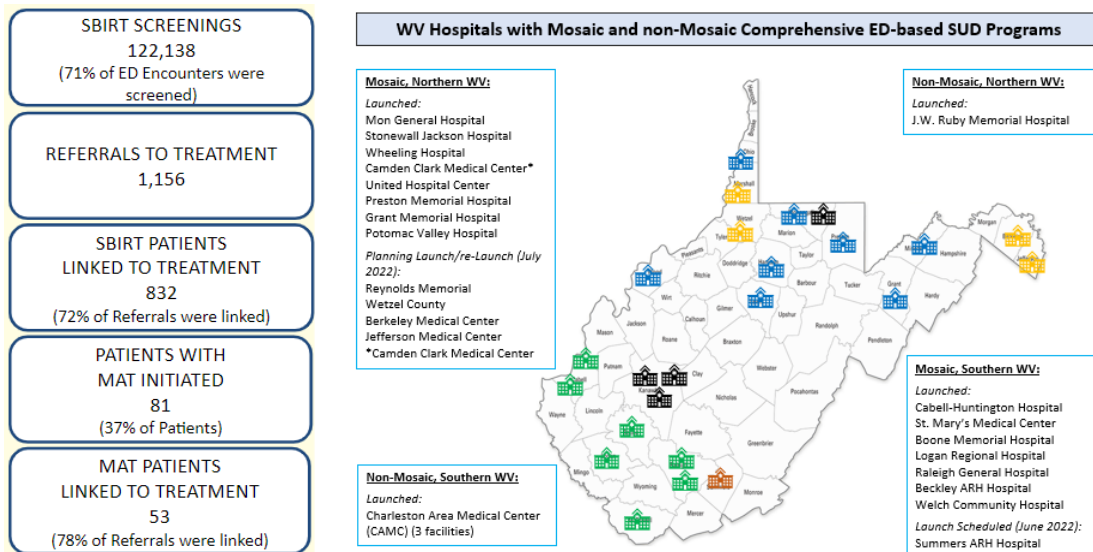 SBIRT SCREENINGS
122,138
(71% of ED Encounters were
screened)
REFERRALS TO TREATMENT
1,156
SBIRT PATIENTS
LINKED TO TREATMENT
832
(72% of Referrals were linked)
PATIENTS WITH
MAT INITIATED
81
(37% of Patients)
MAT PATIENTS
LINKED TO TREATMENT
53
(78% of Referrals were linked)
WV Hospitals with Mosaic and non-Mosaic Comprehensive ED-based SUD Programs
Mosaic, Northern WV:
Launched:
Mon General Hospital
Stonewall Jackson Hospital
Wheeling Hospital
Camden Clark Medical Center*
United Hospital Center
Preston Memorial Hospital
Grant Memorial Hospital
Potomac Valley Hospital
Planning Launch/re-Launch (July
2022):
Reynolds Memorial
Wetzel County
Berkeley Medical Center
Jefferson Medical Center
*Camden Clark Medical Center
Non-Mosaic, Northern WV:
Launched:
J.W. Ruby Memorial Hospital
Hancock
Brooke
Ohio
Marshall
Wetzel
Tyler
Marion
Taylor
Doddridge
Pleasants
Ritchie
Wirt
Barbour
Tucker
Morgan
Hampshire
Grant
Hardy
Gilmer
Upshur
Randolph
Pendleton
Calhoun
Jackson
Mason
Roane
Braxton
Putnam
Clay
Webster
Pocahontas
Wayne
Lincoln
Nicholas
Fayette
Greenbrier
Mingo
Wyoming
Monroe
Mercer
Non-Mosaic, Southern WV:
Launched:
Charleston Area Medical Center
(CAMC) (3 facilities)
Mosaic, Southern WV:
Launched:
Cabell-Huntington Hospital
St. Mary's Medical Center
Boone Memorial Hospital
Logan Regional Hospital
Raleigh General Hospital
Beckley ARH Hospital
Welch Community Hospital
Launch Scheduled (June 2022):
Summers ARH Hospital